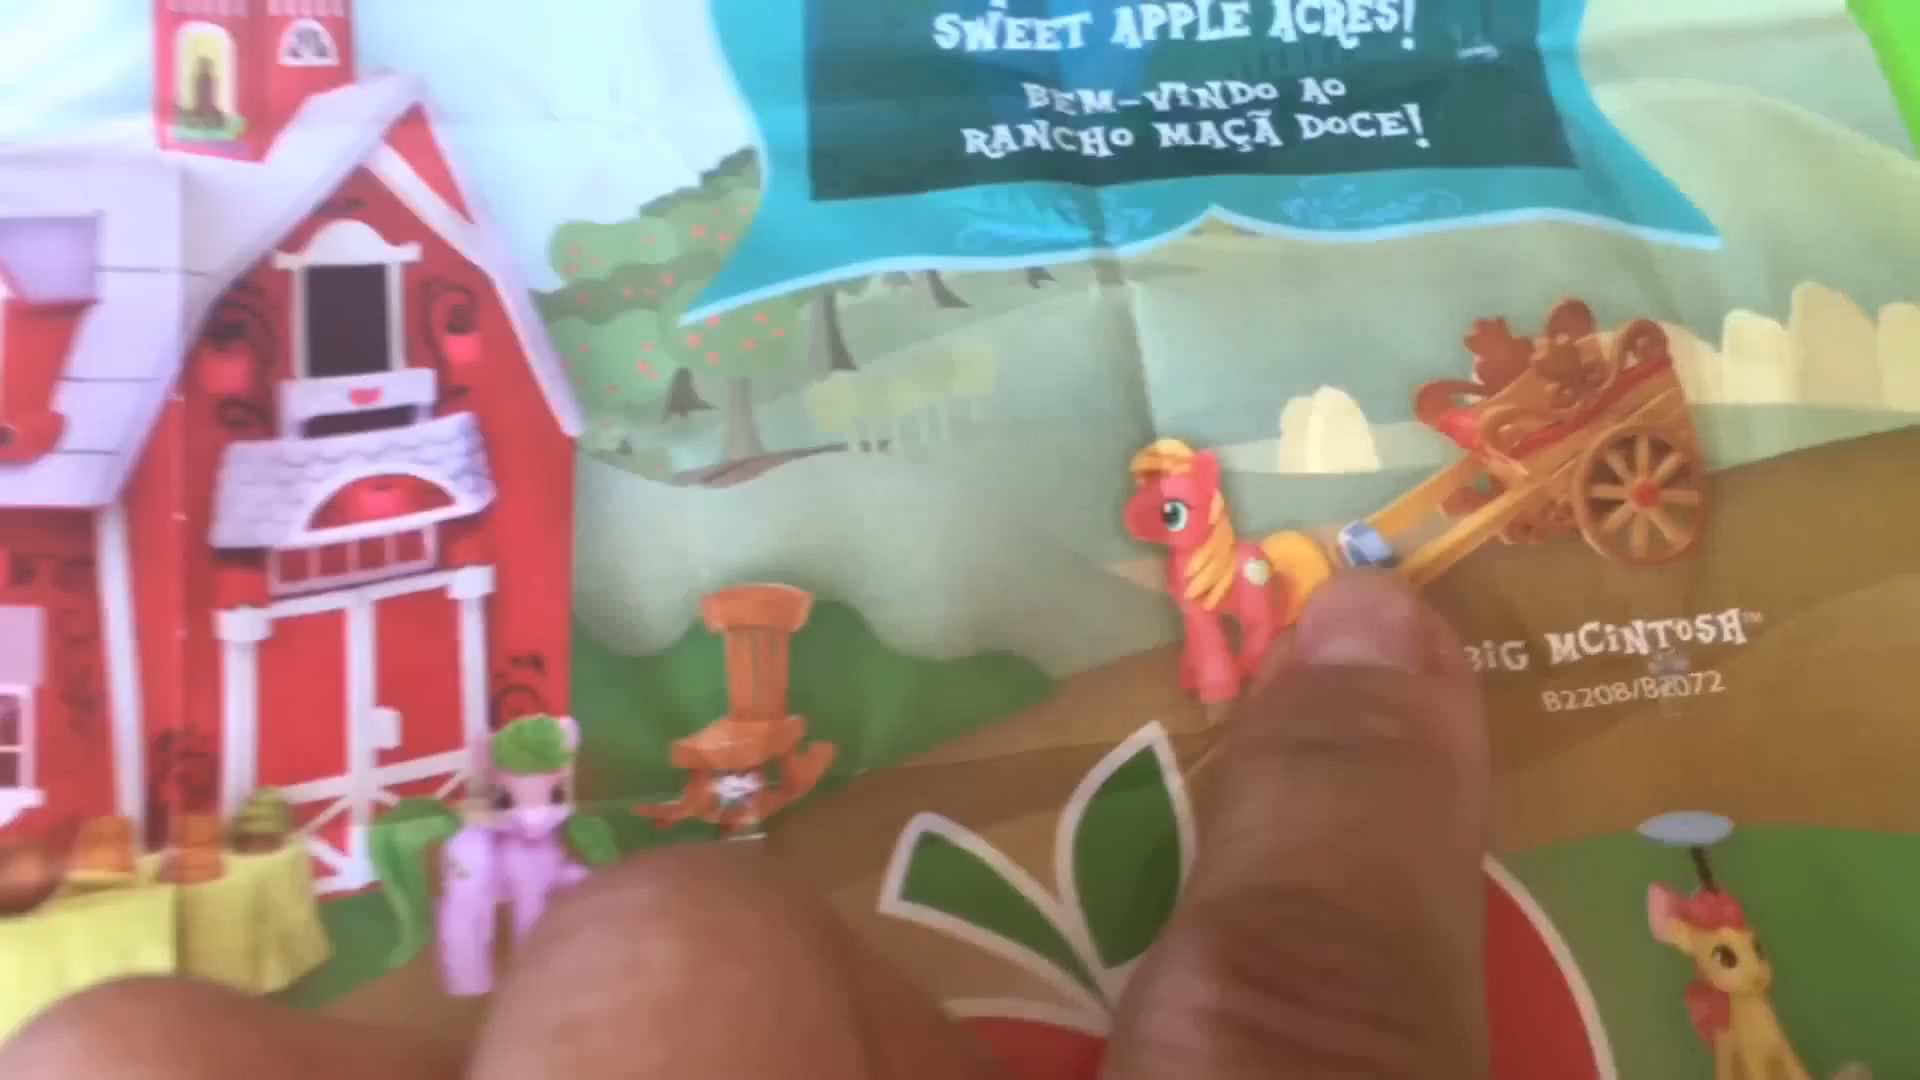 SWEET APPLE ACRES!
BEM-VINDO AO
RANCHO MAÇÃ DOCE!
BIG MCINTOSH™
B2208/B2072